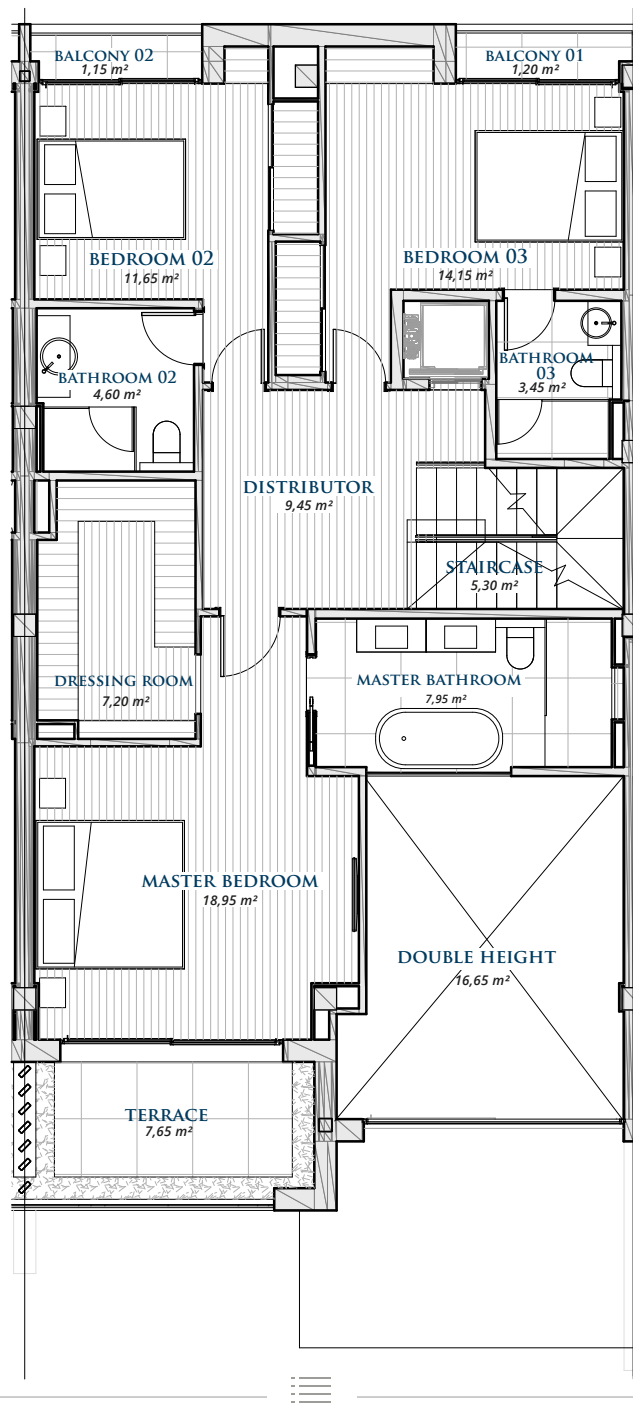 BALCONY 02
1,15 m²
BALCONY 01
1,20 m²
BEDROOM 02
11,65 m²
BEDROOM 03
14,15 m²
BATHROOM 02
4,60 m²
BATHROOM
03
3,45 m²
DISTRIBUTOR
9,45 m²
STAIRCASE
5,30 m²
DRESSING ROOM
7,20 m²
MASTER BATHROOM
7,95 m²
MASTER BEDROOM
18,95 m²
DOUBLE HEIGHT
16,65 m²
TERRACE
7,65 m²